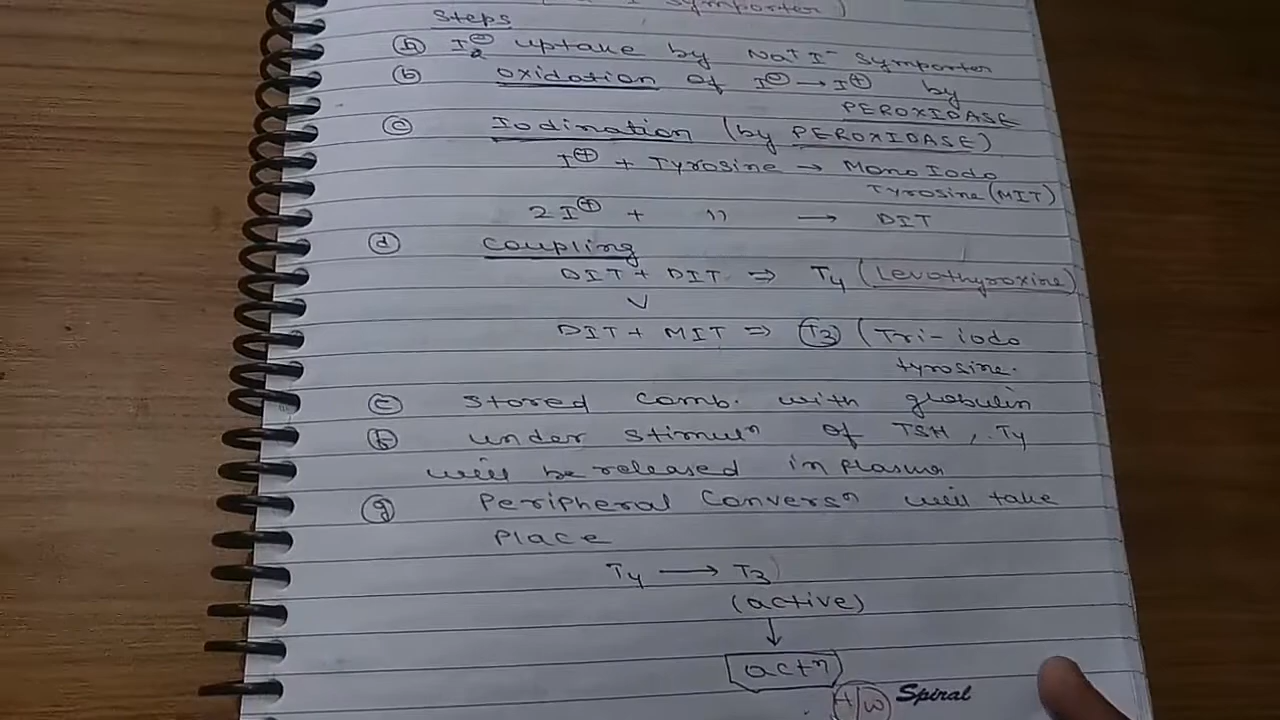 I Symporter)
Steps
(a) I₂⊖ uptake by Na⁺ I⁻ Symporter
(b) oxidation of I⊖ → I⊕ by
PEROXIDASE
(c) Iodination (by PEROXIDASE)
I⊕ + Tyrosine → Mono Iodo
Tyrosine (MIT)
2I⊕ + ,, → DIT
(d) Coupling
DIT + DIT ⇒ T4 (Levothyroxine)
DIT + MIT ⇒ T3 (Tri-iodo
tyrosine.
(e) stored comb. with globulin
(f) under stimulⁿ of TSH, T4
will be released in plasma
(g) Peripheral Conversⁿ will take
place
T4 → T3
(active)
↓
actⁿ
H/W Spiral